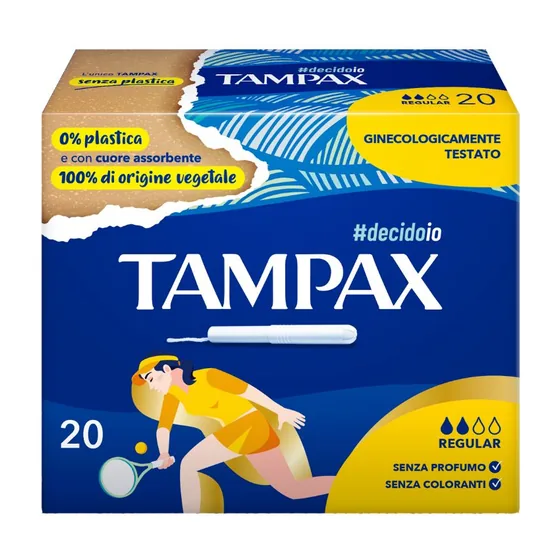 L'unico TAMPAX
senza plastica
#decidoio
TAMPAX
REGULAR 20
0% plastica
e con cuore assorbente
100% di origine vegetale
GINECOLOGICAMENTE
TESTATO
#decidoio
TAMPAX
20
REGULAR
SENZA PROFUMO
SENZA COLORANTI